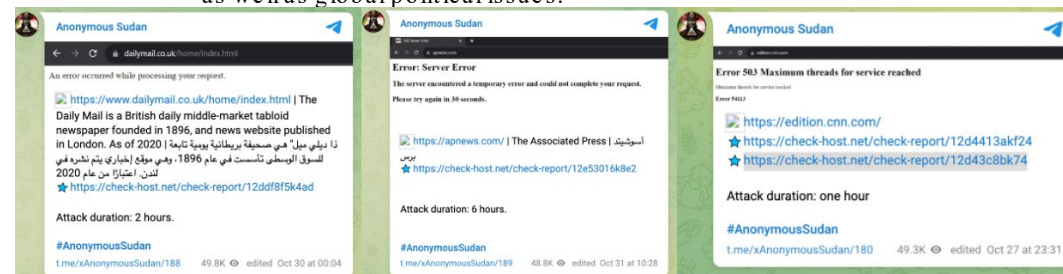 as well as global political issues.
Anonymous Sudan
dailymail.co.uk/home/index.html
An error occurred while processing your request.
https://www.dailymail.co.uk/home/index.html | The
Daily Mail is a British daily middle-market tabloid
newspaper founded in 1896, and news website published
in London. As of 2020 | ذا ديلي ميل" هي صحيفة بريطانية يومية تابعة
للسوق الوسطى تأسست في عام 1896، وهي موقع إخباري يتم نشره في
لندن. اعتبارًا من عام 2020
https://check-host.net/check-report/12ddf8f5k4ad
Attack duration: 2 hours.
#AnonymousSudan
t.me/xAnonymousSudan/188 49.8K edited Oct 30 at 00:04
Anonymous Sudan
apnews.com
Error: Server Error
The server encountered a temporary error and could not complete your request.
Please try again in 30 seconds.
https://apnews.com/ | The Associated Press | أسوشيتد
برس
https://check-host.net/check-report/12e53016k8e2
Attack duration: 6 hours.
#AnonymousSudan
t.me/xAnonymousSudan/189 48.8K edited Oct 31 at 10:28
Anonymous Sudan
edition.cnn.com
Error 503 Maximum threads for service reached
Maximum threads for service reached
Error 54113
https://edition.cnn.com/
https://check-host.net/check-report/12d4413akf24
https://check-host.net/check-report/12d43c8bk74
Attack duration: one hour
#AnonymousSudan
t.me/xAnonymousSudan/180 49.3K edited Oct 27 at 23:31